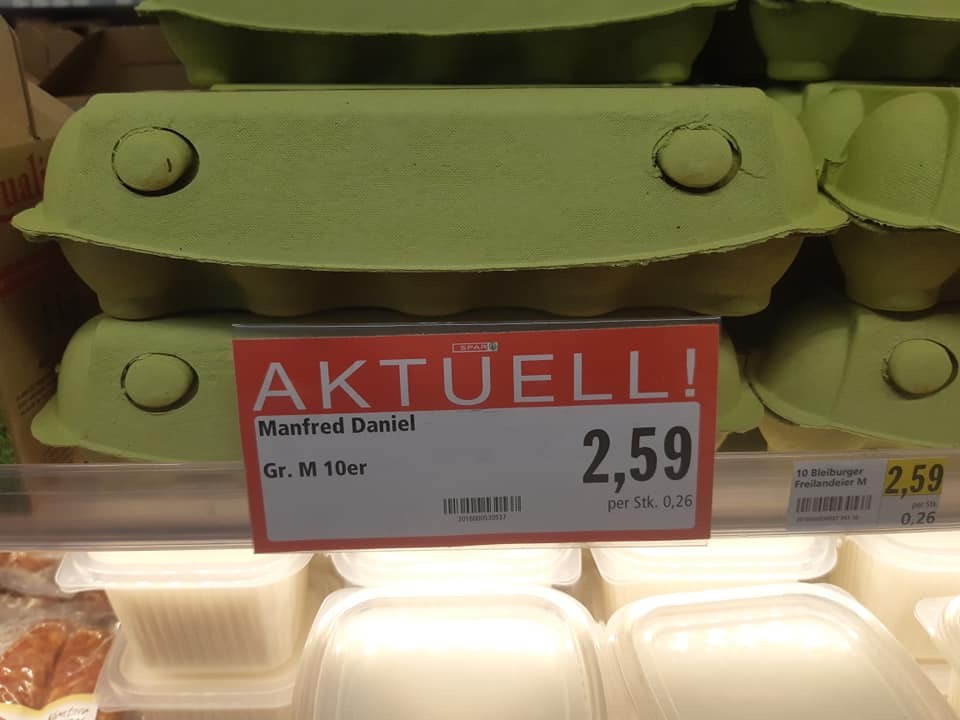 SPAR
AKTUELL!
Manfred Daniel
Gr. M 10er
2,59
per Stk. 0,26
10 Bleiburger
Freilandeier M
2,59
per Stk.
0,26